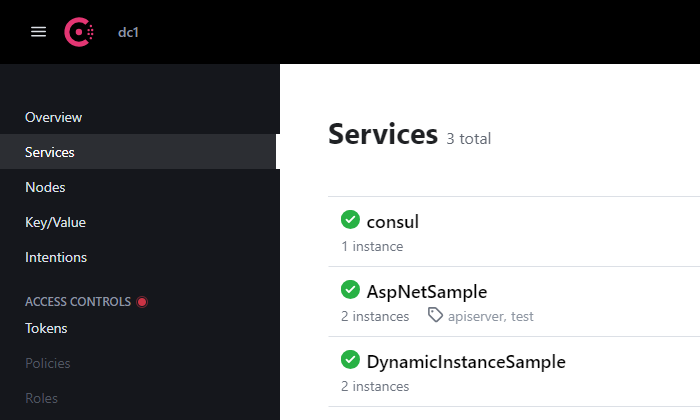 dc1
Overview
Services
Nodes
Key/Value
Intentions
ACCESS CONTROLS
Tokens
Policies
Roles
Services 3 total
consul
1 instance
AspNetSample
2 instances apiserver, test
DynamicInstanceSample
2 instances